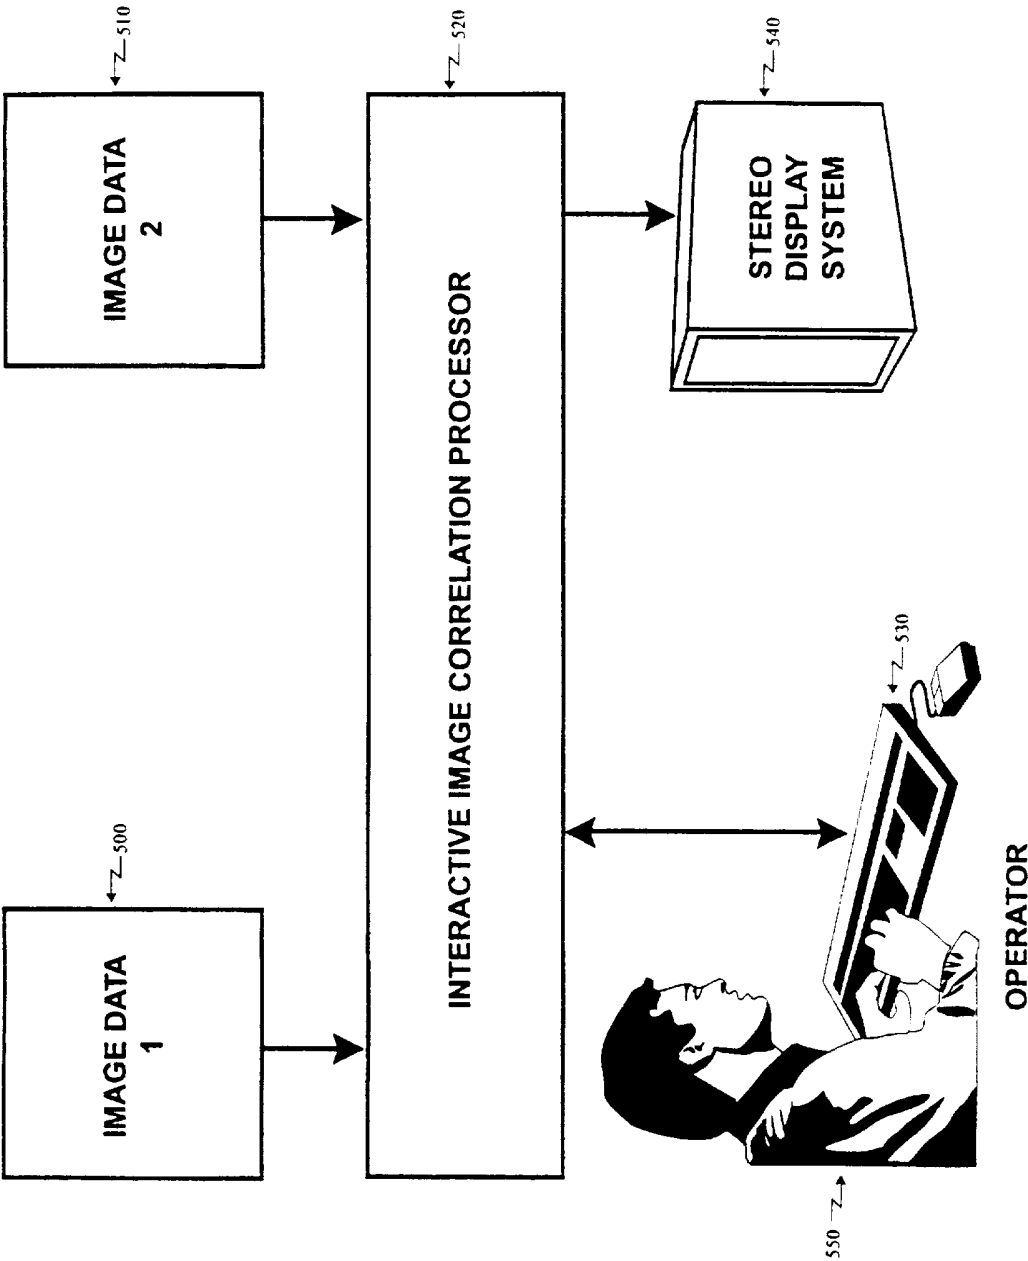 IMAGE DATA
1
500
IMAGE DATA
2
510
INTERACTIVE IMAGE CORRELATION PROCESSOR
520
STEREO
DISPLAY
SYSTEM
540
530
550
OPERATOR